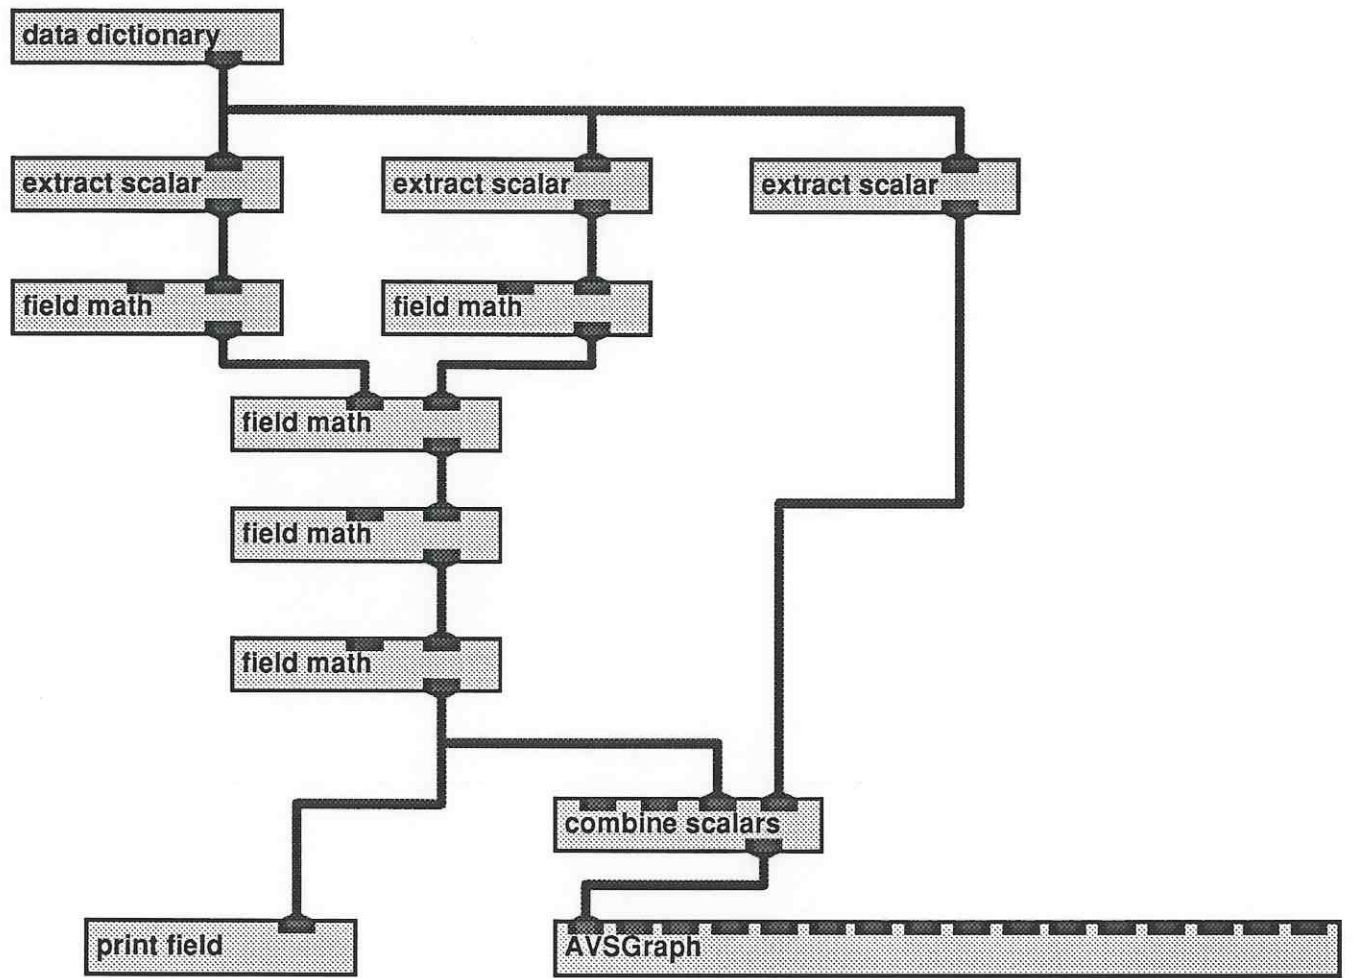 data dictionary
extract scalar
extract scalar
extract scalar
field math
field math
field math
field math
field math
combine scalars
print field
AVSGraph